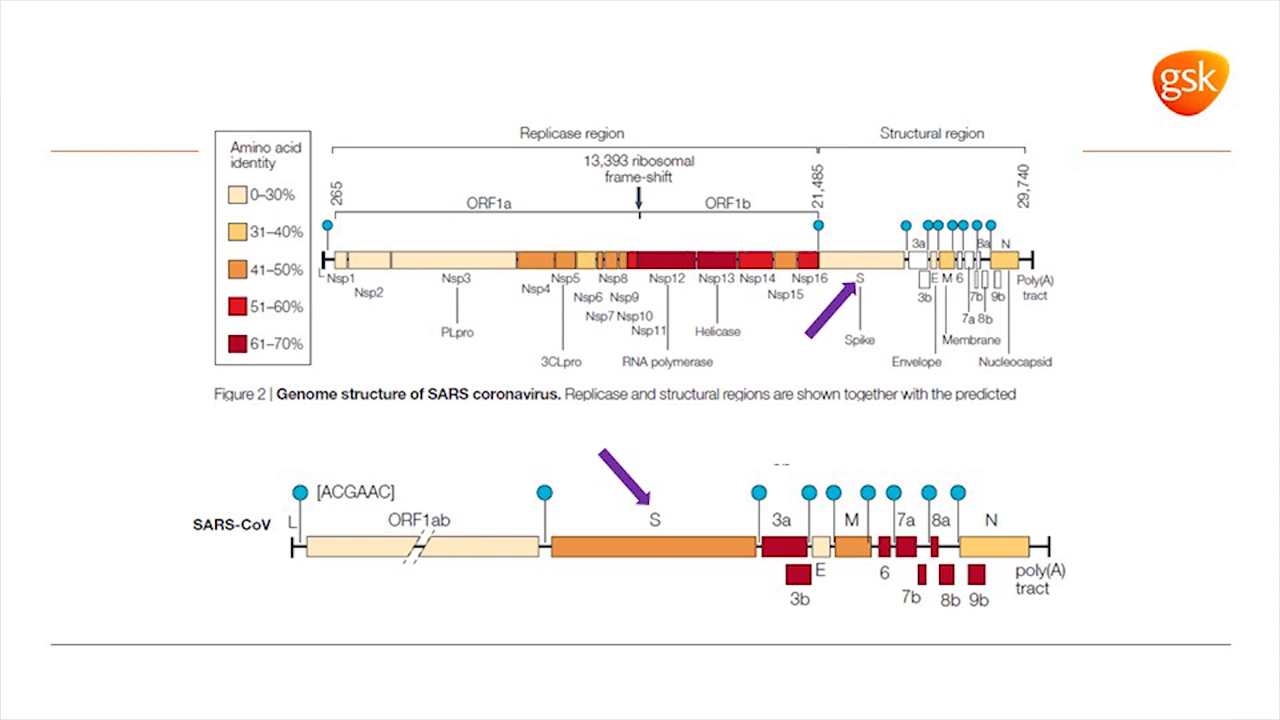 gsk
Amino acid
identity
0–30%
31–40%
41–50%
51–60%
61–70%
Replicase region
Structural region
13,393 ribosomal
frame-shift
265
21,485
29,740
ORF1a
ORF1b
3a
8a
N
L
Nsp1
Nsp2
Nsp3
Nsp4
Nsp5
Nsp6
Nsp7
Nsp8
Nsp9
Nsp10
Nsp11
Nsp12
Nsp13
Nsp14
Nsp15
Nsp16
S
E
M
6
3b
7a
7b
8b
9b
Poly(A)
tract
PLpro
3CLpro
RNA polymerase
Helicase
Spike
Envelope
Membrane
Nucleocapsid
Figure 2 | Genome structure of SARS coronavirus. Replicase and structural regions are shown together with the predicted
[ACGAAC]
SARS-CoV
L
ORF1ab
S
3a
M
7a
8a
N
E
3b
6
7b
8b
9b
poly(A)
tract